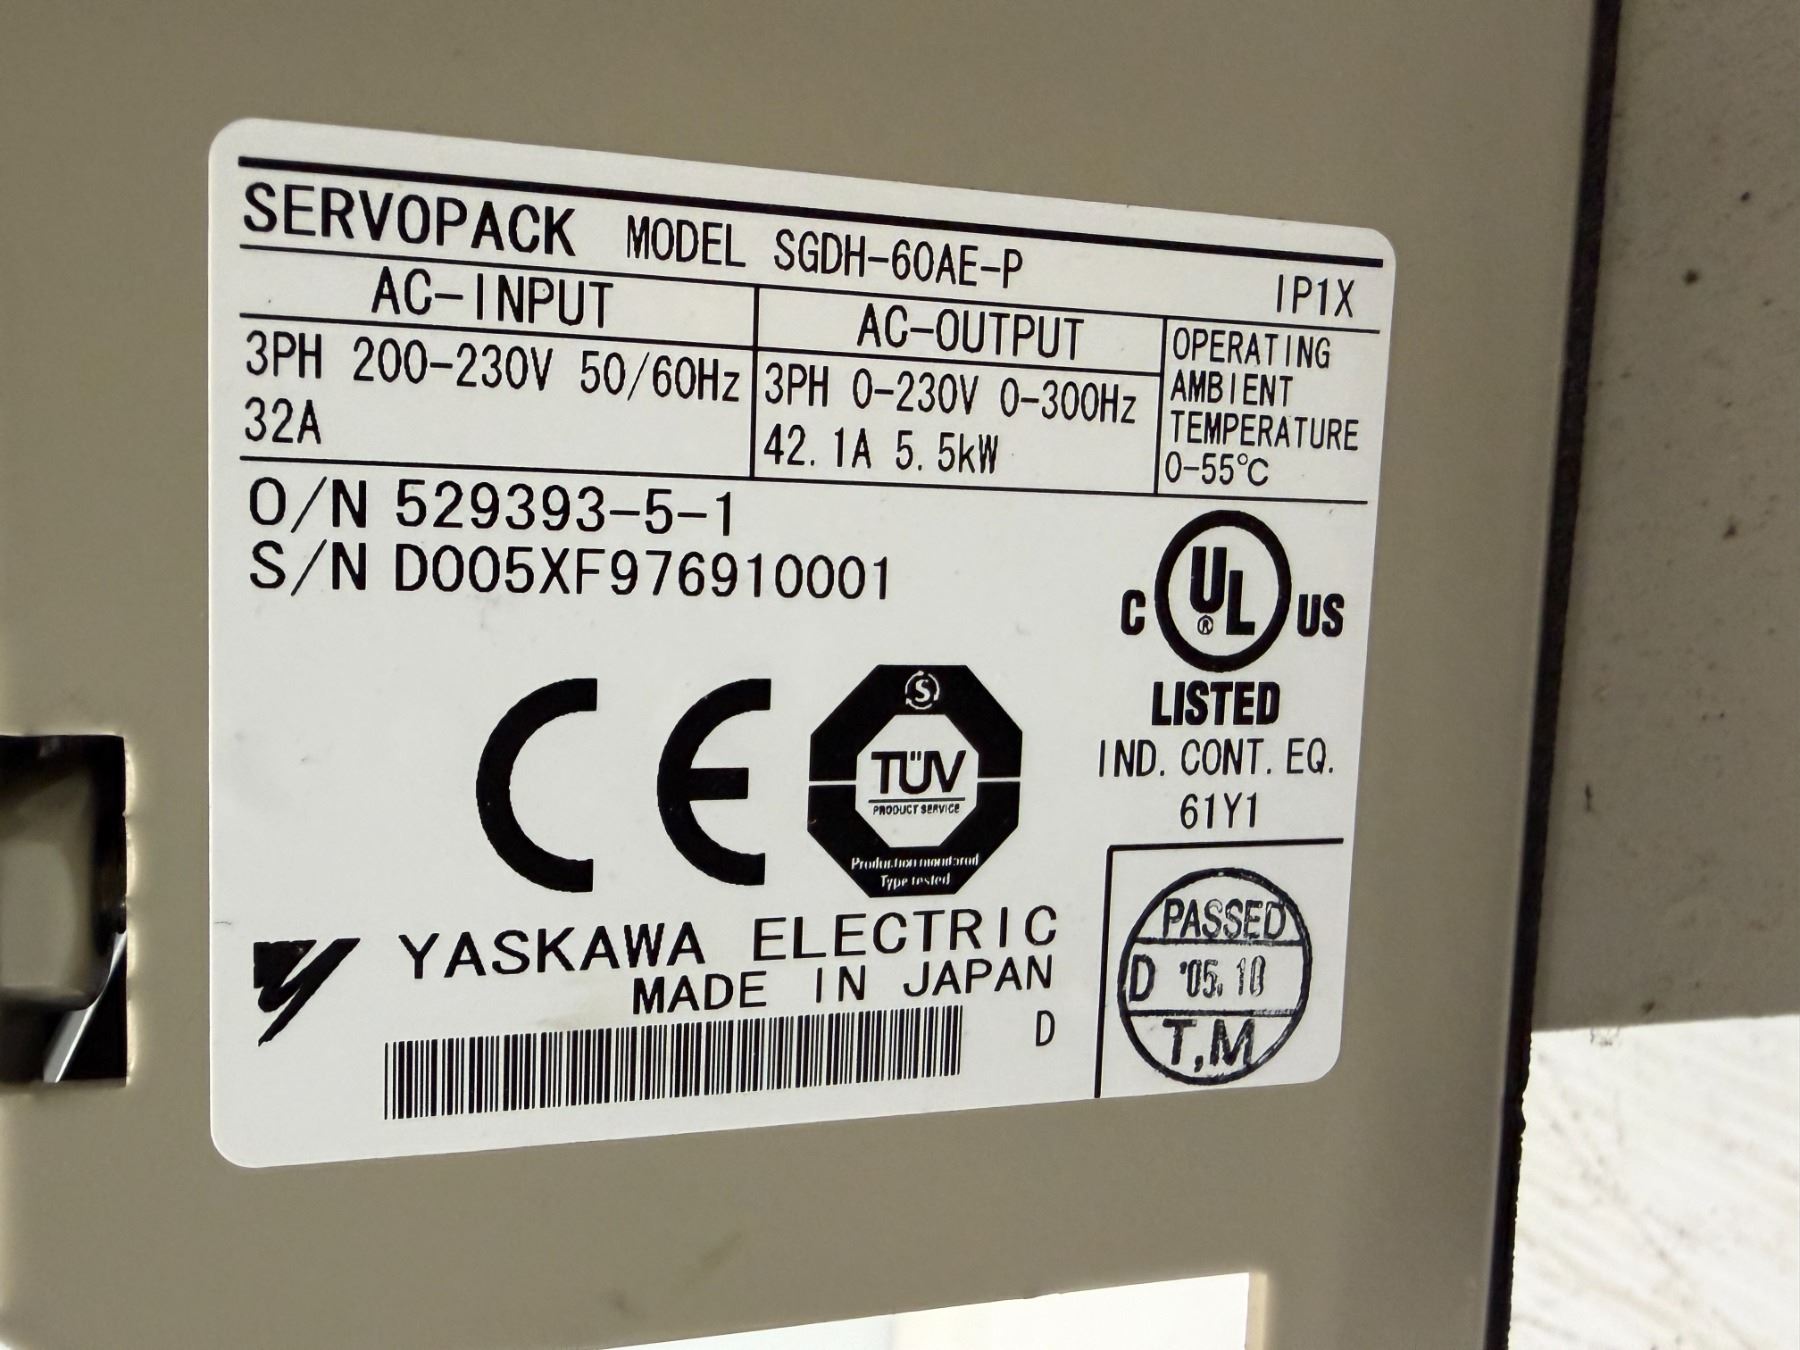 SERVOPACK MODEL SGDH-60AE-P IP1X
AC-INPUT
3PH 200-230V 50/60Hz
32A
AC-OUTPUT
3PH 0-230V 0-300Hz
42.1A 5.5kW
OPERATING
AMBIENT
TEMPERATURE
0-55℃
O/N 529393-5-1
S/N D005XF976910001
C UL ® US
LISTED
IND. CONT. EQ.
61Y1
CE
S
TÜV
PRODUCT SERVICE
Production monitored
Type tested
YASKAWA ELECTRIC
MADE IN JAPAN
D
PASSED
D '05.10
T,M